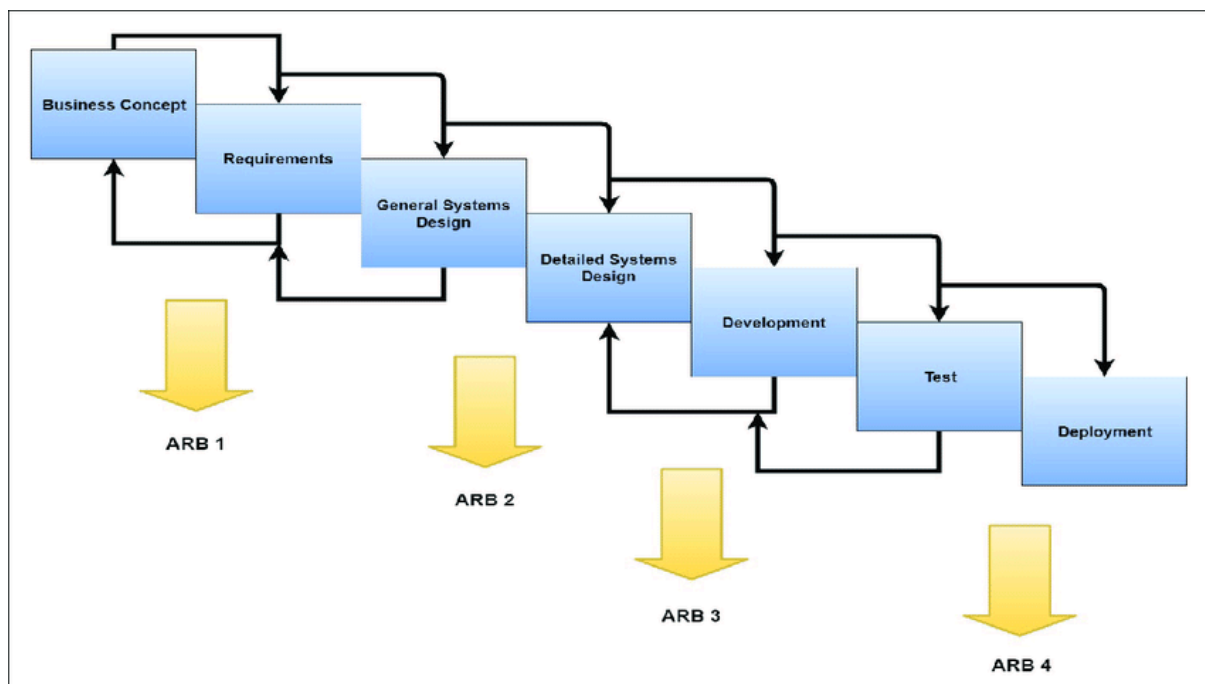 Business Concept
Requirements
General Systems
Design
Detailed Systems
Design
Development
Test
Deployment
ARB 1
ARB 2
ARB 3
ARB 4